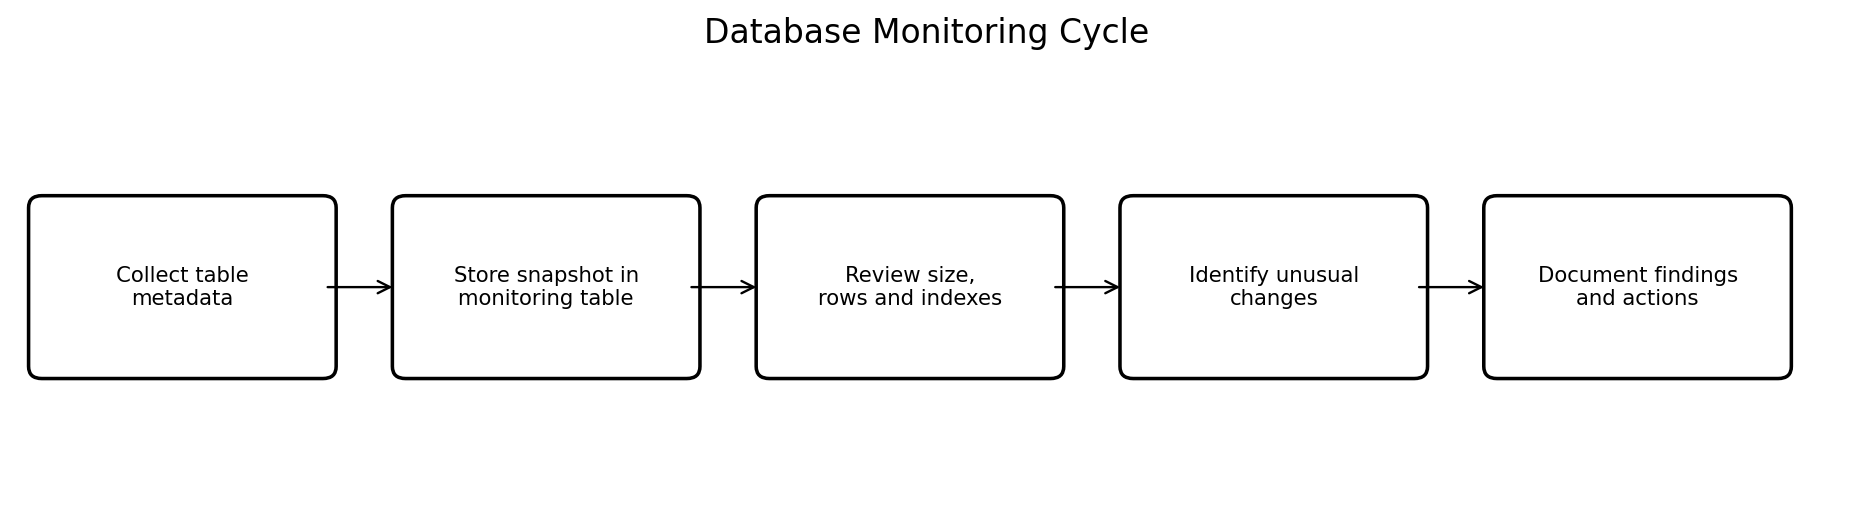 Database Monitoring Cycle
Collect table
metadata
Store snapshot in
monitoring table
Review size,
rows and indexes
Identify unusual
changes
Document findings
and actions